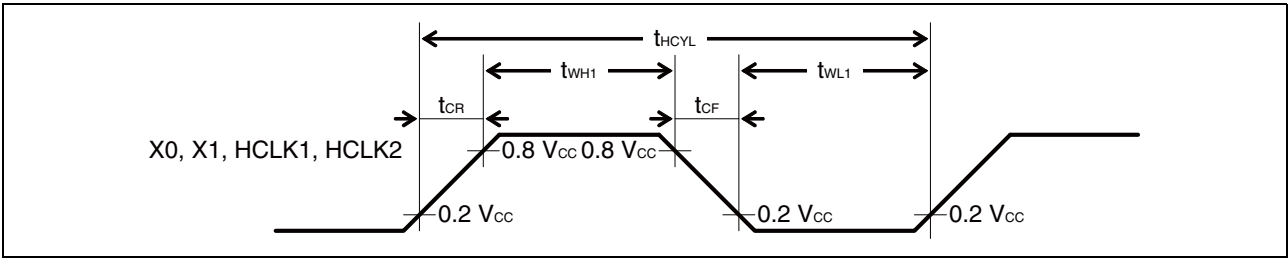 tHCYL
tWH1
tWL1
tCR
tCF
X0, X1, HCLK1, HCLK2
0.8 VCC 0.8 VCC
0.2 VCC
0.2 VCC
0.2 VCC